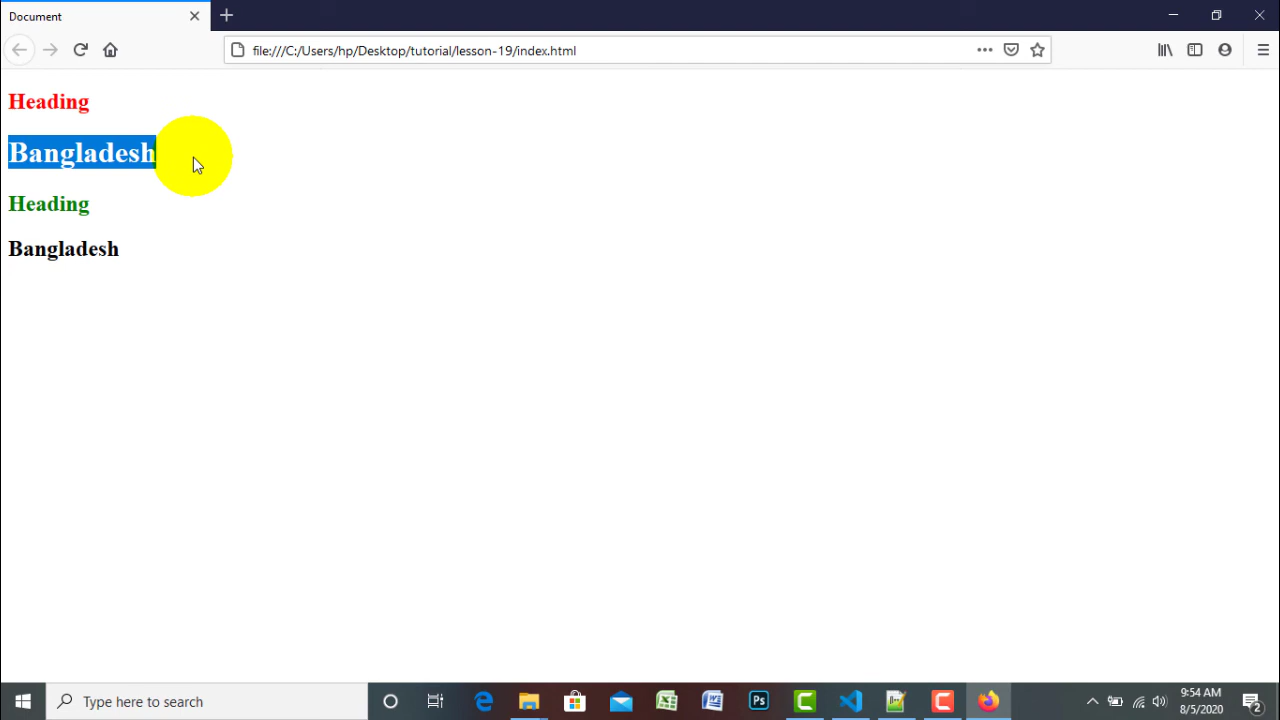 Document
file:///C:/Users/hp/Desktop/tutorial/lesson-19/index.html
Heading
Bangladesh
Heading
Bangladesh
Type here to search
Ps
9:54 AM
8/5/2020
2